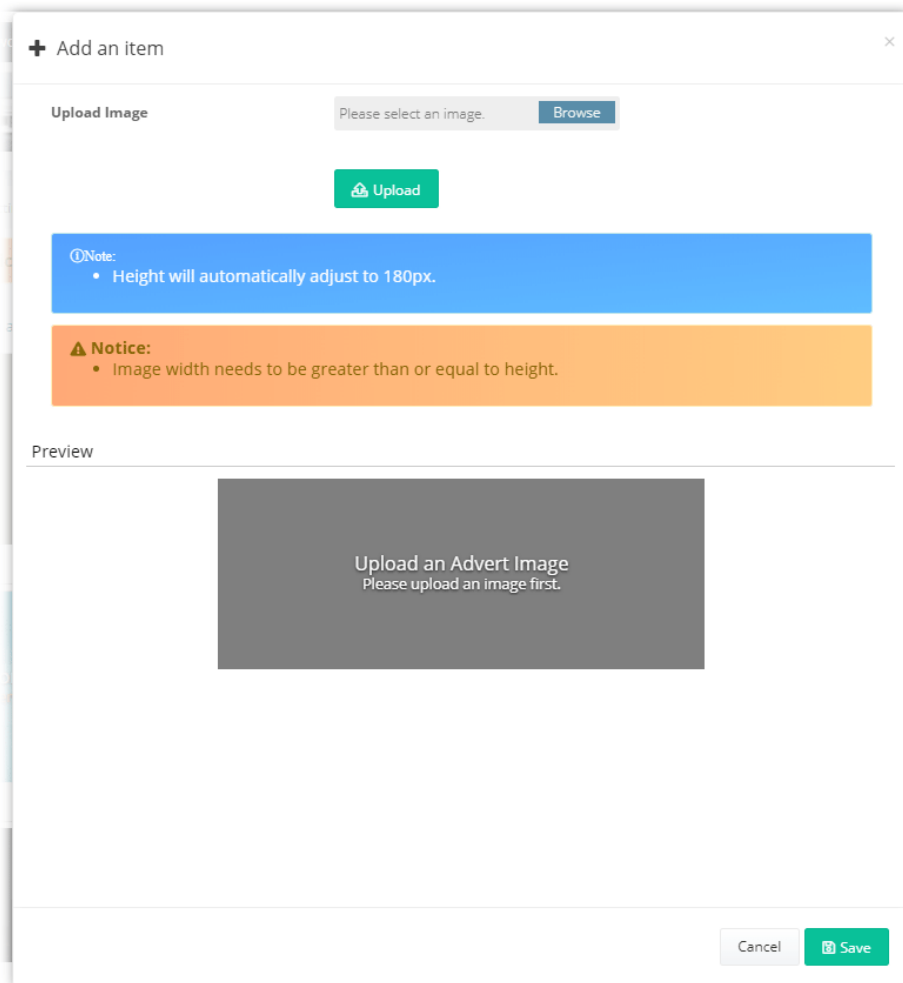 Add an item
×
Upload Image
Please select an image.
Browse
Upload
Note:
• Height will automatically adjust to 180px.
Notice:
• Image width needs to be greater than or equal to height.
Preview
Upload an Advert Image
Please upload an image first.
Cancel
Save